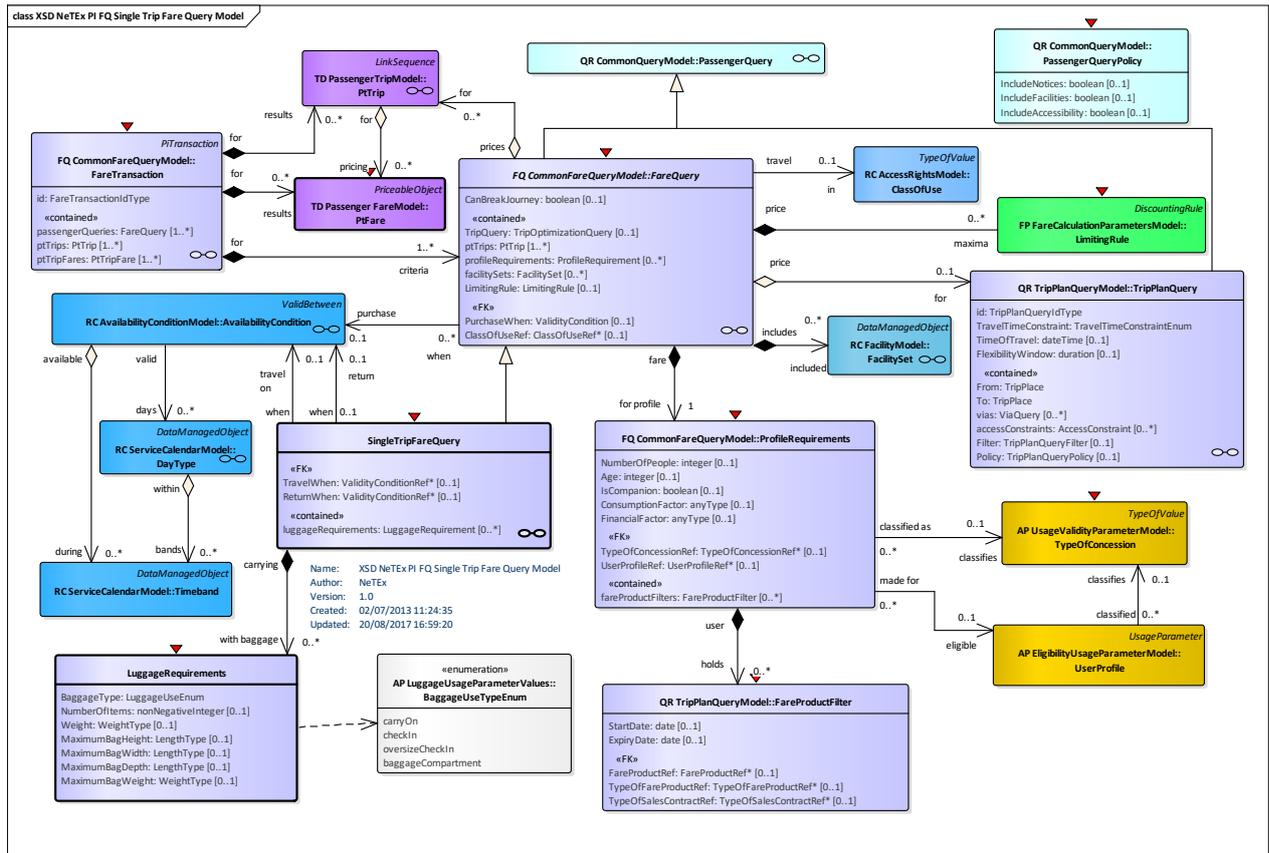 class XSD NeTEx PI FQ Single Trip Fare Query Model
LinkSequence
TD PassengerTripModel::
PtTrip
QR CommonQueryModel::PassengerQuery
QR CommonQueryModel::
PassengerQueryPolicy
IncludeNotices: boolean [0..1]
IncludeFacilities: boolean [0..1]
IncludeAccessibility: boolean [0..1]
for
0..*
prices
results
0..*
for
for
pricing
0..*
PiTransaction
FQ CommonFareQueryModel::
FareTransaction
id: FareTransactionIdType
«contained»
passengerQueries: FareQuery [1..*]
ptTrips: PtTrip [1..*]
ptTripFares: PtTripFare [1..*]
for
0..*
results
for
1..*
criteria
PriceableObject
TD Passenger FareModel::
PtFare
FQ CommonFareQueryModel::FareQuery
CanBreakJourney: boolean [0..1]
«contained»
TripQuery: TripOptimizationQuery [0..1]
ptTrips: PtTrip [0..1]
profileRequirements: ProfileRequirement [0..*]
facilitySets: FacilitySet [0..*]
LimitingRule: LimitingRule [0..1]
«FK»
PurchaseWhen: ValidityCondition [0..1]
ClassOfUseRef: ClassOfUseRef* [0..1]
travel
0..1
in
TypeOfValue
RC AccessRightsModel::
ClassOfUse
price
0..*
maxima
DiscountingRule
FP FareCalculationParametersModel::
LimitingRule
price
0..1
for
QR TripPlanQueryModel::TripPlanQuery
id: TripPlanQueryIdType
TravelTimeConstraint: TravelTimeConstraintEnum
TimeOfTravel: dateTime [0..1]
FlexibilityWindow: duration [0..1]
«contained»
From: TripPlace
To: TripPlace
vias: ViaQuery [0..*]
accessConstraints: AccessConstraint [0..*]
Filter: TripPlanQueryFilter [0..1]
Policy: TripPlanQueryPolicy [0..1]
includes
0..*
included
DataManagedObject
RC FacilityModel::
FacilitySet
ValidBetween
RC AvailabilityConditionModel::AvailabilityCondition
purchase
0..1
0..*
when
available
valid
0..1
0..1
travel
on
return
when
when
0..1
days
0..*
fare
for profile
1
DataManagedObject
RC ServiceCalendarModel::
DayType
within
during
0..*
bands
0..*
DataManagedObject
RC ServiceCalendarModel::Timeband
SingleTripFareQuery
«FK»
TravelWhen: ValidityConditionRef* [0..1]
ReturnWhen: ValidityConditionRef* [0..1]
«contained»
luggageRequirements: LuggageRequirement [0..*]
carrying
with baggage
0..*
Name: XSD NeTEx PI FQ Single Trip Fare Query Model
Author: NeTEx
Version: 1.0
Created: 02/07/2013 11:24:35
Updated: 20/08/2017 16:59:20
FQ CommonFareQueryModel::ProfileRequirements
NumberOfPeople: integer [0..1]
Age: integer [0..1]
IsCompanion: boolean [0..1]
ConsumptionFactor: anyType [0..1]
FinancialFactor: anyType [0..1]
«FK»
TypeOfConcessionRef: TypeOfConcessionRef* [0..1]
UserProfileRef: UserProfileRef* [0..1]
«contained»
fareProductFilters: FareProductFilter [0..*]
classified as
0..1
0..*
classifies
TypeOfValue
AP UsageValidityParameterModel::
TypeOfConcession
made for
0..*
0..1
eligible
classifies
0..1
classified
0..*
UsageParameter
AP EligibilityUsageParameterModel::
UserProfile
user
holds
0..*
LuggageRequirements
BaggageType: LuggageUseEnum
NumberOfItems: nonNegativeInteger [0..1]
Weight: WeightType [0..1]
MaximumBagHeight: LengthType [0..1]
MaximumBagWidth: LengthType [0..1]
MaximumBagDepth: LengthType [0..1]
MaximumBagWeight: WeightType [0..1]
«enumeration»
AP LuggageUsageParameterValues::
BaggageUseTypeEnum
carryOn
checkIn
oversizeCheckIn
baggageCompartment
QR TripPlanQueryModel::FareProductFilter
StartDate: date [0..1]
ExpiryDate: date [0..1]
«FK»
FareProductRef: FareProductRef* [0..1]
TypeOfFareProductRef: TypeOfFareProductRef* [0..1]
TypeOfSalesContractRef: TypeOfSalesContractRef* [0..1]